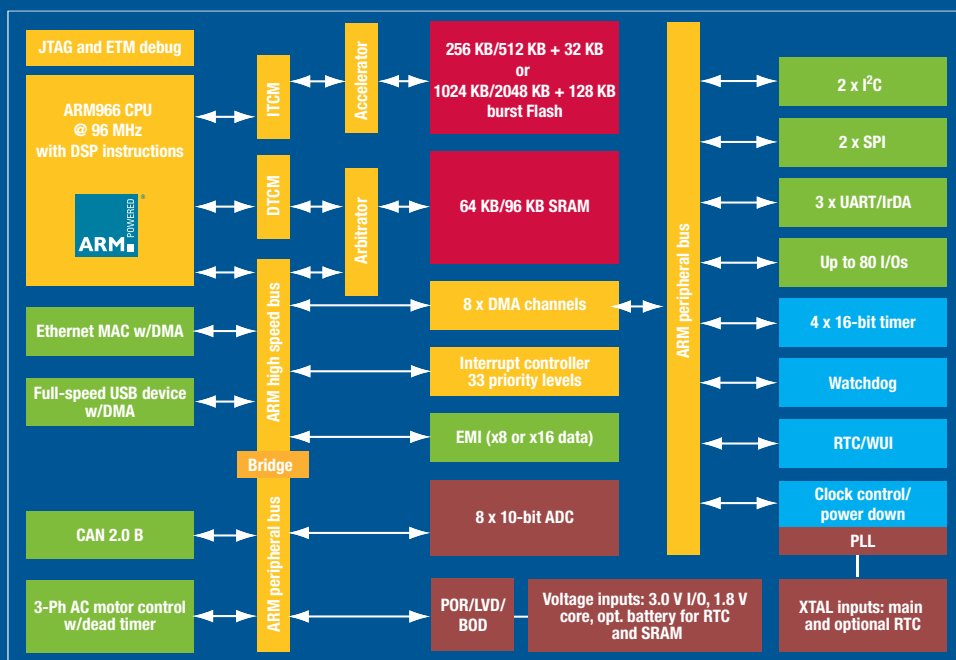 JTAG and ETM debug
ARM966 CPU
@ 96 MHz
with DSP instructions
ARM
POWERED
®
Ethernet MAC w/DMA
Full-speed USB device
w/DMA
CAN 2.0 B
3-Ph AC motor control
w/dead timer
ITCM
DTCM
ARM high speed bus
Bridge
ARM peripheral bus
Accelerator
Arbitrator
256 KB/512 KB + 32 KB
or
1024 KB/2048 KB + 128 KB
burst Flash
64 KB/96 KB SRAM
8 x DMA channels
Interrupt controller
33 priority levels
EMI (x8 or x16 data)
8 x 10-bit ADC
POR/LVD/
BOD
Voltage inputs: 3.0 V I/O, 1.8 V
core, opt. battery for RTC
and SRAM
ARM peripheral bus
2 x I²C
2 x SPI
3 x UART/IrDA
Up to 80 I/Os
4 x 16-bit timer
Watchdog
RTC/WUI
Clock control/
power down
PLL
XTAL inputs: main
and optional RTC